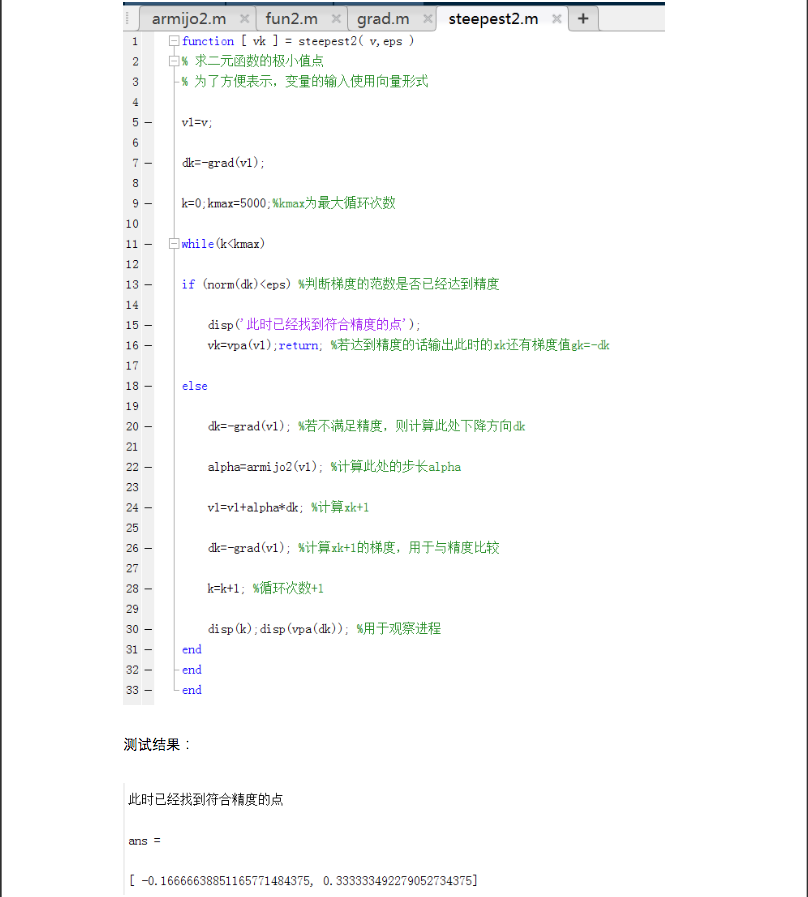 armijo2.m × fun2.m × grad.m × steepest2.m × +
1 function [ vk ] = steepest2( v,eps )
2 % 求二元函数的极小值点
3 % 为了方便表示，变量的输入使用向量形式
4
5 — v1=v;
6
7 — dk=-grad(v1);
8
9 — k=0;kmax=5000;%kmax为最大循环次数
10
11 — while(k<kmax)
12
13 — if (norm(dk)<eps) %判断梯度的范数是否已经达到精度
14
15 — disp('此时已经找到符合精度的点');
16 — vk=vpa(v1);return; %若达到精度的话输出此时的xk还有梯度值gk=-dk
17
18 — else
19
20 — dk=-grad(v1); %若不满足精度，则计算此处下降方向dk
21
22 — alpha=armijo2(v1); %计算此处的步长alpha
23
24 — v1=v1+alpha*dk; %计算xk+1
25
26 — dk=-grad(v1); %计算xk+1的梯度，用于与精度比较
27
28 — k=k+1; %循环次数+1
29
30 — disp(k);disp(vpa(dk)); %用于观察进程
31 — end
32 — end
33 — end
测试结果：
此时已经找到符合精度的点
ans =
[ -0.1666663885116577148​4375, 0.333333492279052734375]